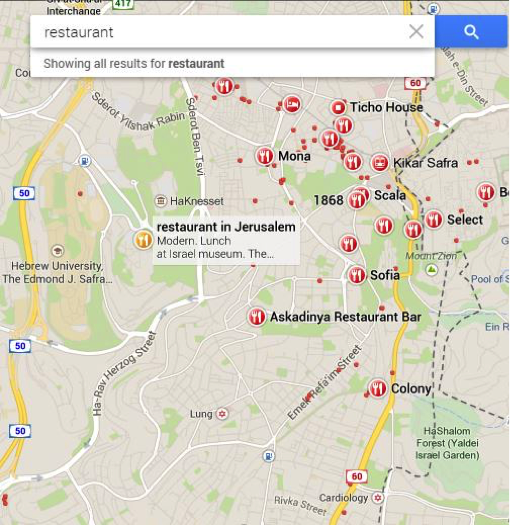 Interchange
417
restaurant
Showing all results for restaurant
60
Sderot Yitshak Rabin
Sderot Ben Tsvi
Ticho House
Mona
Kikar Safra
50
HaKnesset
1868
Scala
Select
restaurant in Jerusalem
Modern. Lunch
at Israel museum. The...
Mount Zion
Hebrew University,
The Edmond J. Safra...
Sofia
Pool of S
Askadinya Restaurant Bar
Ein R
50
Ha-Rav Herzog Street
Emek Refa'im Street
Colony
Lung
50
HaShalom
Forest (Yaldei
Israel Garden)
60
Cardiology
Rivka Street